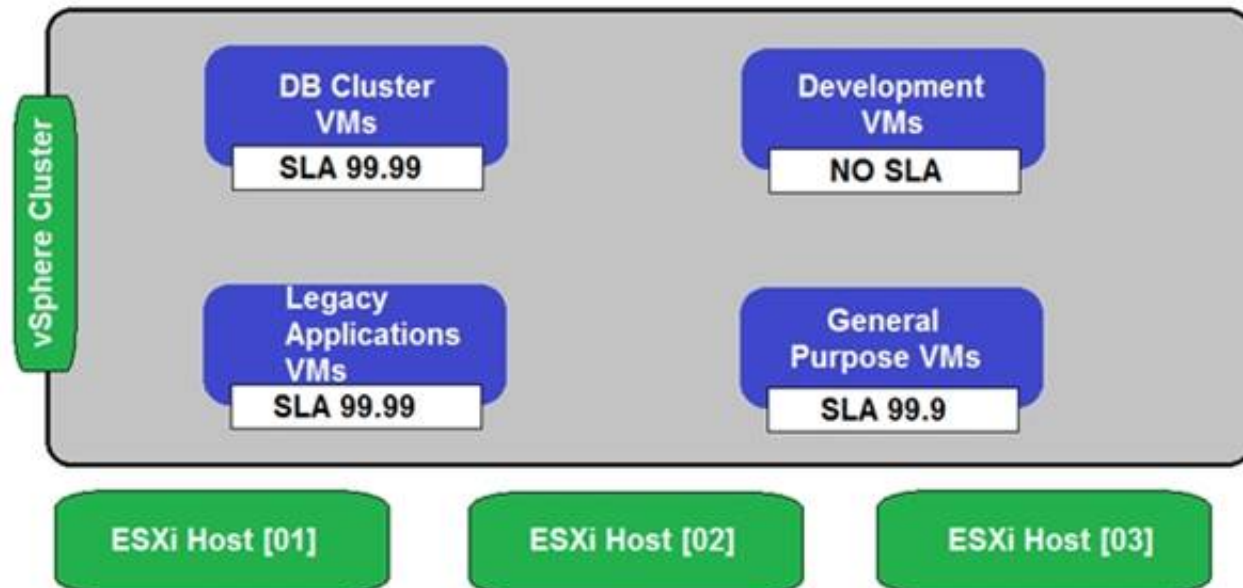 vSphere Cluster
DB Cluster
VMs
SLA 99.99
Development
VMs
NO SLA
Legacy
Applications
VMs
SLA 99.99
General
Purpose VMs
SLA 99.9
ESXi Host [01]
ESXi Host [02]
ESXi Host [03]